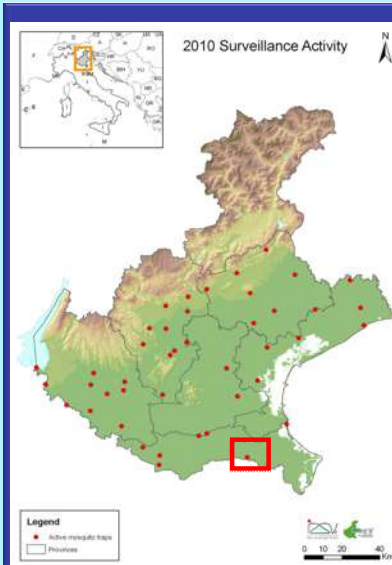 2010 Surveillance Activity
N
Legend
Active mosquito traps
Provinces
0 10 20 40
Km